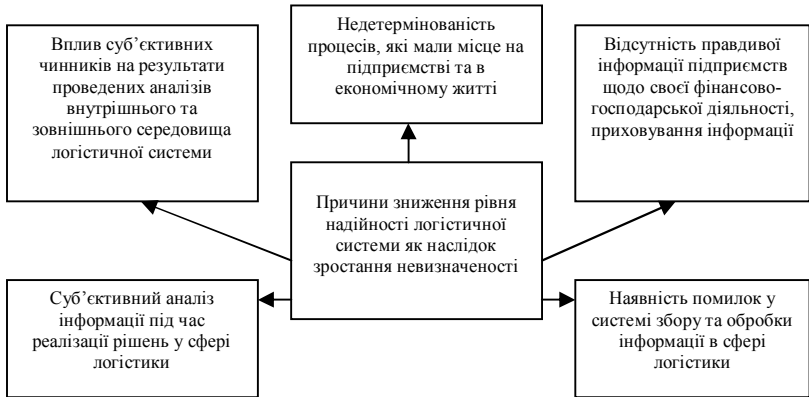 Вплив суб’єктивних
чинників на результати
проведених аналізів
внутрішнього та
зовнішнього середовища
логістичної системи
Недетермінованість
процесів, які мали місце на
підприємстві та в
економічному житті
Відсутність правдивої
інформації підприємств
щодо своєї фінансово-
господарської діяльності,
приховування інформації
Причини зниження рівня
надійності логістичної
системи як наслідок
зростання невизначеності
Суб’єктивний аналіз
інформації під час
реалізації рішень у сфері
логістики
Наявність помилок у
системі збору та обробки
інформації в сфері
логістики